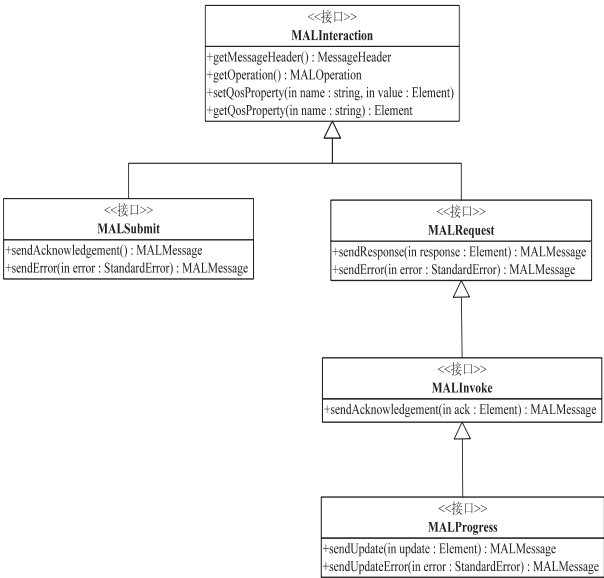 <<接口>>
MALInteraction
+getMessageHeader() : MessageHeader
+getOperation() : MALOperation
+setQosProperty(in name : string, in value : Element)
+getQosProperty(in name : string) : Element
<<接口>>
MALSubmit
+sendAcknowledgement() : MALMessage
+sendError(in error : StandardError) : MALMessage
<<接口>>
MALRequest
+sendResponse(in response : Element) : MALMessage
+sendError(in error : StandardError) : MALMessage
<<接口>>
MALInvoke
+sendAcknowledgement(in ack : Element) : MALMessage
<<接口>>
MALProgress
+sendUpdate(in update : Element) : MALMessage
+sendUpdateError(in error : StandardError) : MALMessage